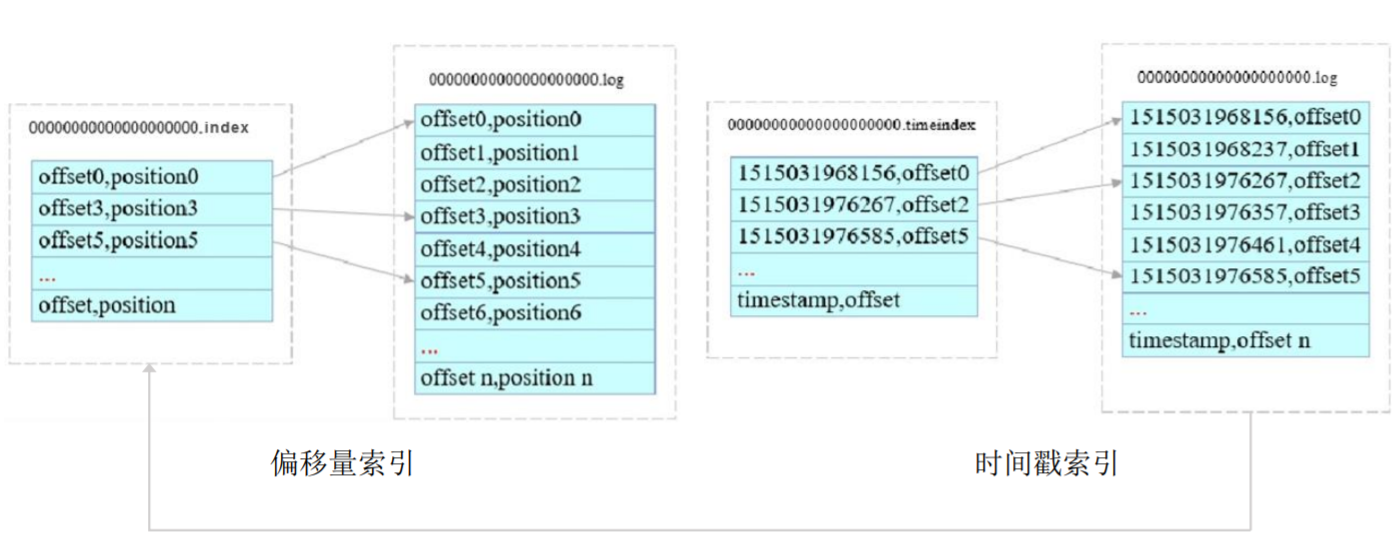 00000000000000000000.index
offset0,position0
offset3,position3
offset5,position5
...
offset,position
00000000000000000000.log
offset0,position0
offset1,position1
offset2,position2
offset3,position3
offset4,position4
offset5,position5
offset6,position6
...
offset n,position n
偏移量索引
00000000000000000000.timeindex
1515031968156,offset0
1515031976267,offset2
1515031976585,offset5
...
timestamp,offset
00000000000000000000.log
1515031968156,offset0
1515031968237,offset1
1515031976267,offset2
1515031976357,offset3
1515031976461,offset4
1515031976585,offset5
...
timestamp,offset n
时间戳索引